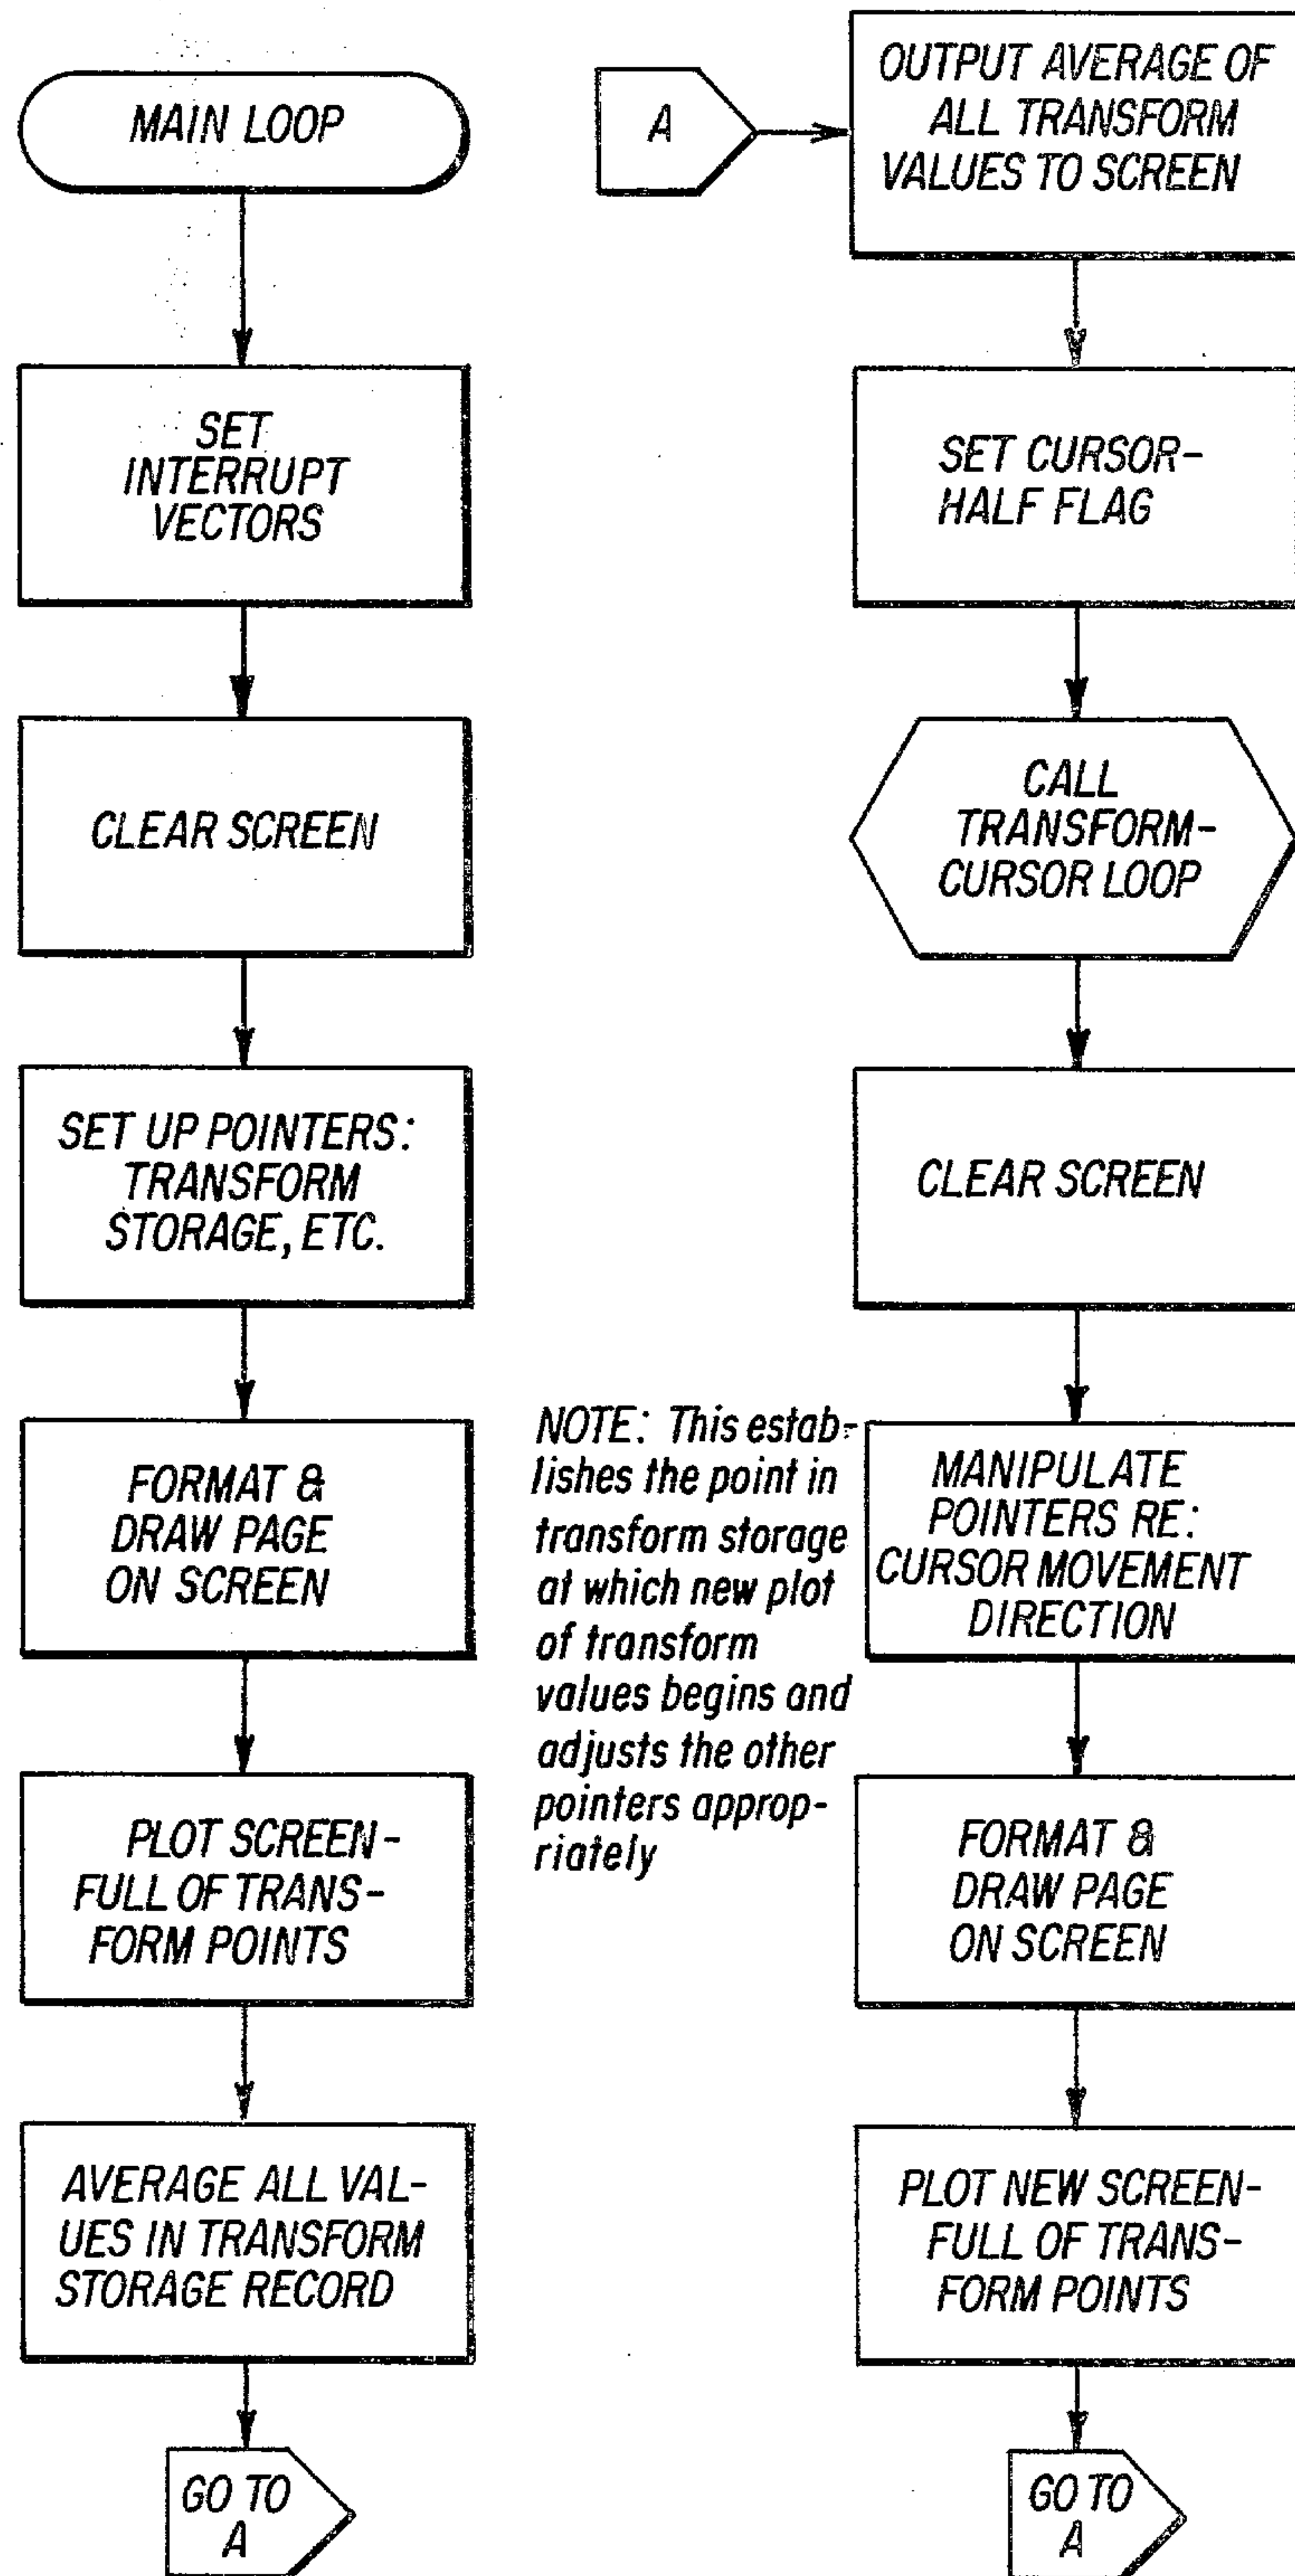 MAIN LOOP
SET
INTERRUPT
VECTORS
CLEAR SCREEN
SET UP POINTERS:
TRANSFORM
STORAGE, ETC.
FORMAT &
DRAW PAGE
ON SCREEN
PLOT SCREEN-
FULL OF TRANS-
FORM POINTS
AVERAGE ALL VAL-
UES IN TRANSFORM
STORAGE RECORD
GO TO
A
A
OUTPUT AVERAGE OF
ALL TRANSFORM
VALUES TO SCREEN
SET CURSOR-
HALF FLAG
CALL
TRANSFORM-
CURSOR LOOP
CLEAR SCREEN
NOTE: This estab-
lishes the point in
transform storage
at which new plot
of transform
values begins and
adjusts the other
pointers approp-
riately
MANIPULATE
POINTERS RE:
CURSOR MOVEMENT
DIRECTION
FORMAT &
DRAW PAGE
ON SCREEN
PLOT NEW SCREEN-
FULL OF TRANS-
FORM POINTS
GO TO
A